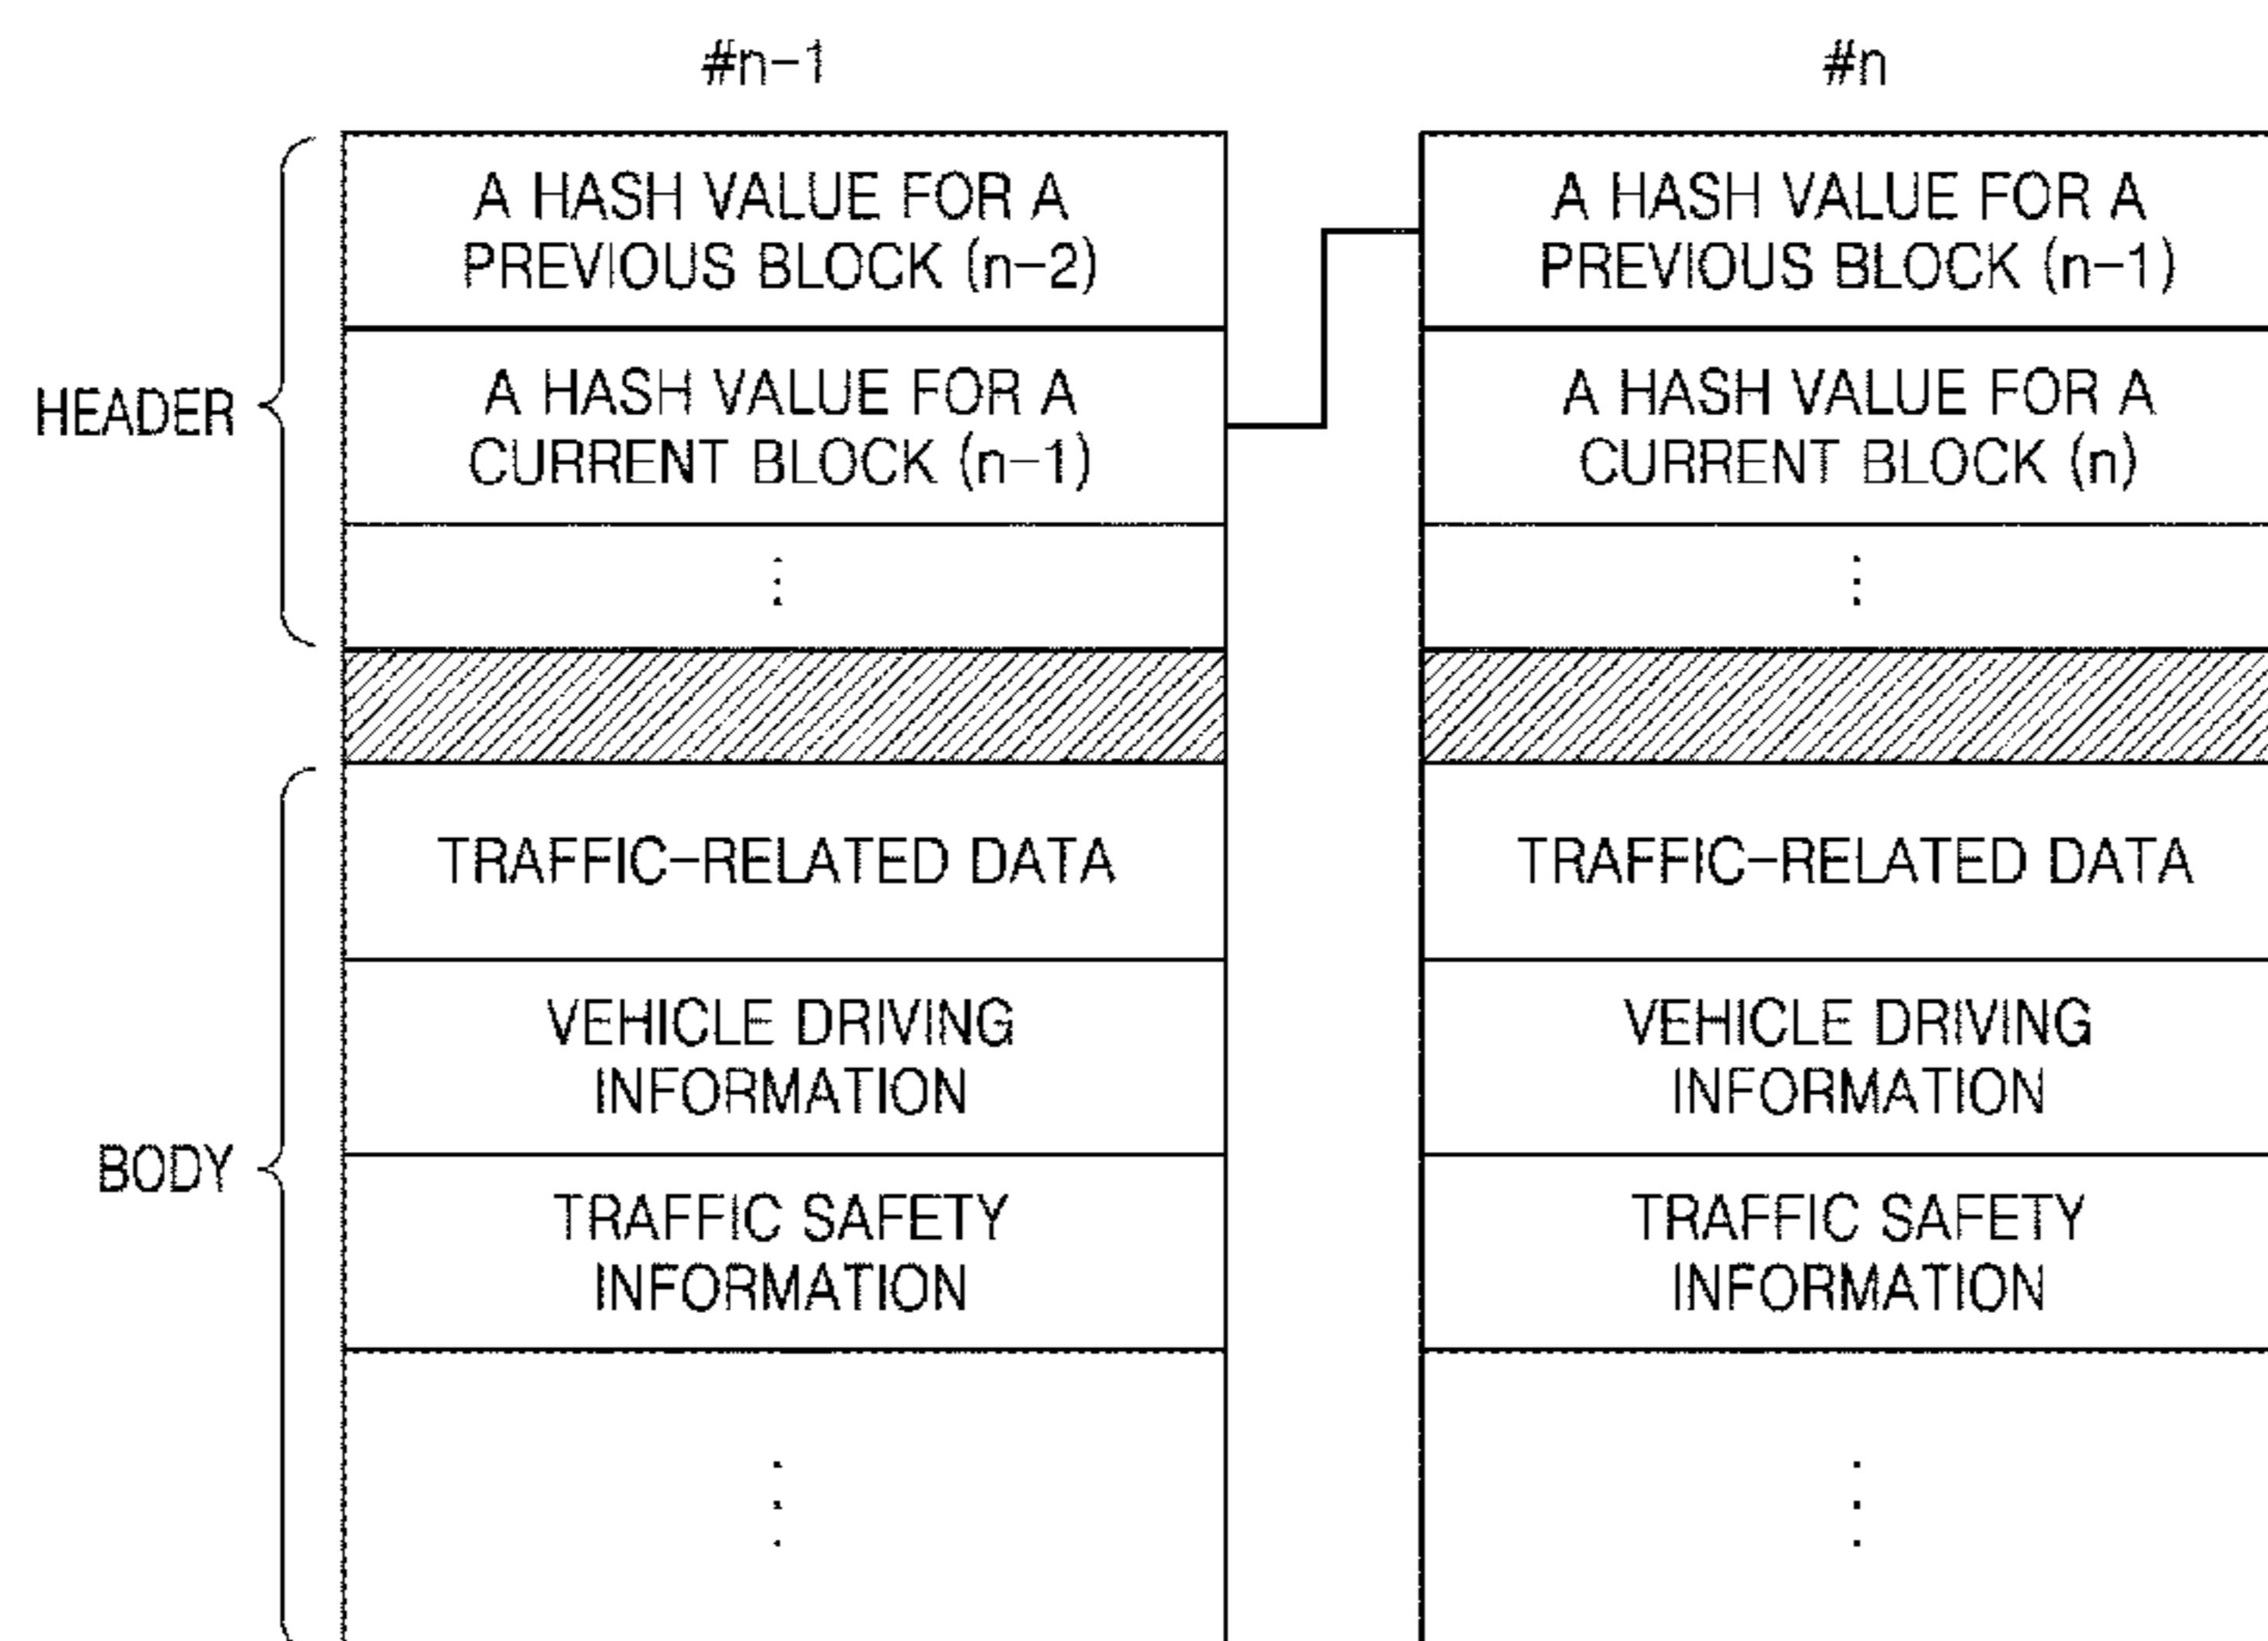 #n-1
#n
HEADER
A HASH VALUE FOR A
PREVIOUS BLOCK (n-2)
A HASH VALUE FOR A
CURRENT BLOCK (n-1)
⋮
A HASH VALUE FOR A
PREVIOUS BLOCK (n-1)
A HASH VALUE FOR A
CURRENT BLOCK (n)
⋮
BODY
TRAFFIC-RELATED DATA
VEHICLE DRIVING
INFORMATION
TRAFFIC SAFETY
INFORMATION
⋮
TRAFFIC-RELATED DATA
VEHICLE DRIVING
INFORMATION
TRAFFIC SAFETY
INFORMATION
⋮